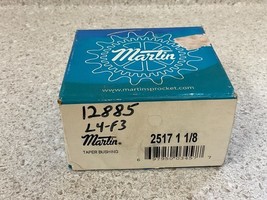 Martin
www.martinsprocket.com
12885
L4-F3
Martin
TAPER BUSHING
2517 1 1/8